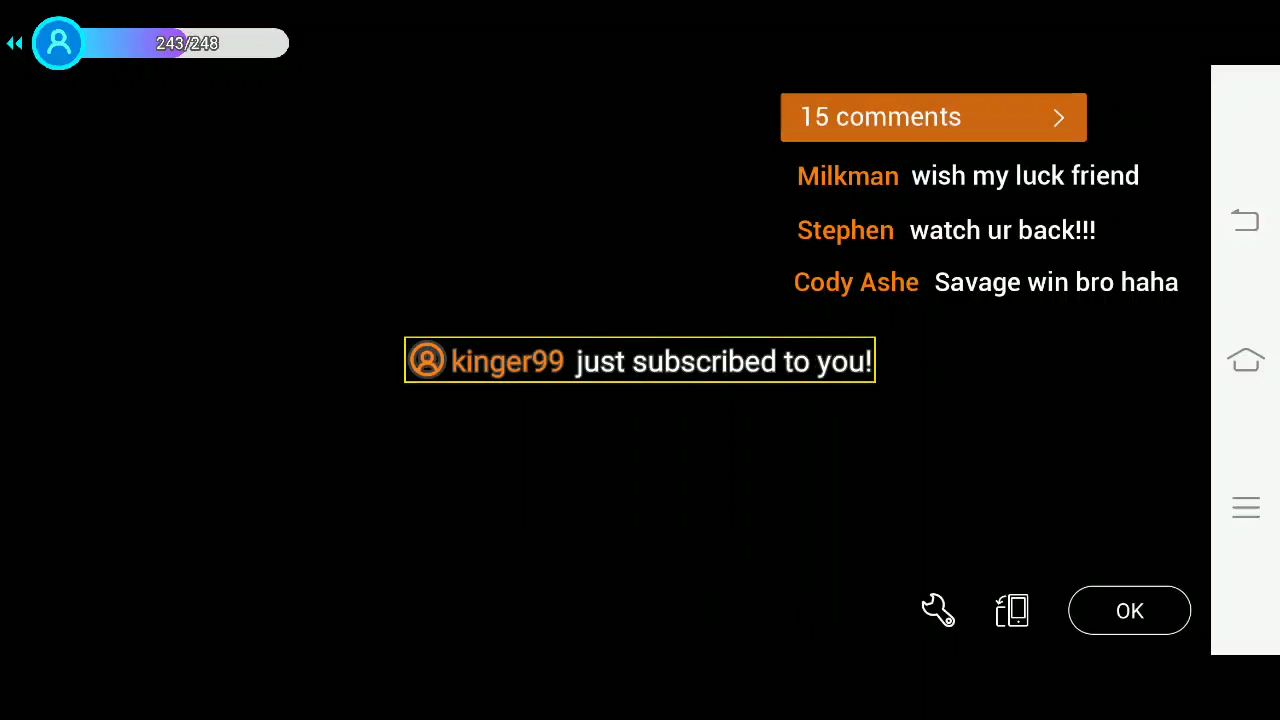 243/248
15 comments
Milkman wish my luck friend
Stephen watch ur back!!!
Cody Ashe Savage win bro haha
kinger99 just subscribed to you!
OK